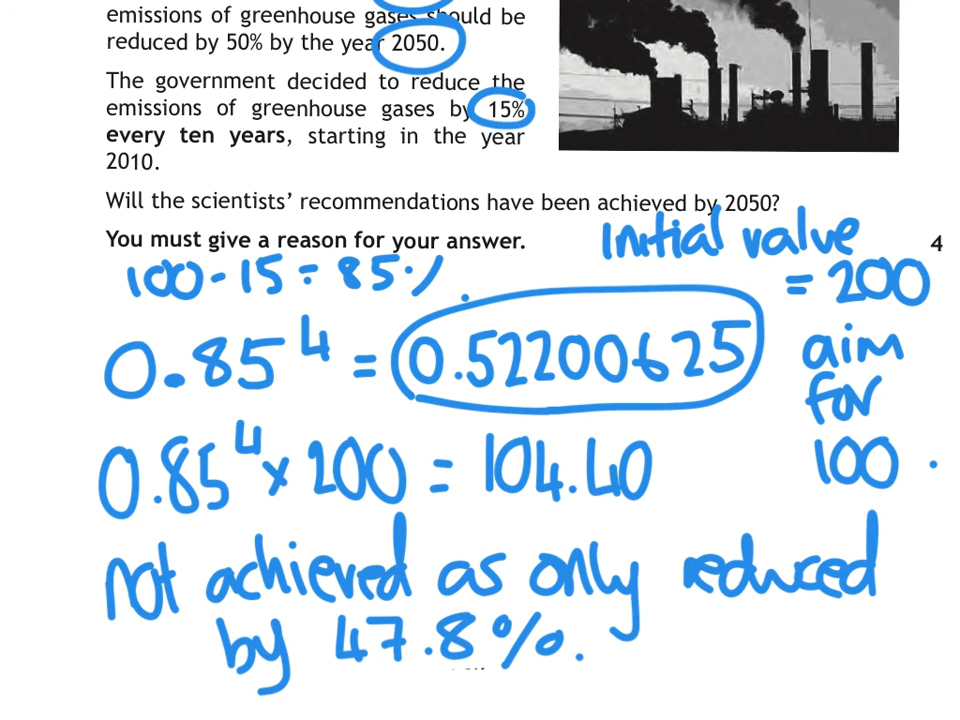 emissions of greenhouse gases should be
reduced by 50% by the year 2050.
The government decided to reduce the
emissions of greenhouse gases by 15%
every ten years, starting in the year
2010.
Will the scientists’ recommendations have been achieved by 2050?
You must give a reason for your answer.
4
Initial value
= 200
100 - 15 = 85%
0.85⁴ = 0.52200625
aim
for
100.
0.85⁴ x 200 = 104.40
not achieved as only reduced
by 47.8%.